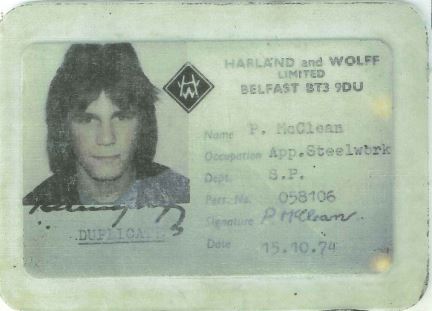 HARLAND and WOLFF
LIMITED
BELFAST BT3 9DU
Name P. McClean
Occupation App.Steelwork
Dept. S.P.
Pers. No. 058106
Signature P McClean
Date 15.10.74
DUPLICATE